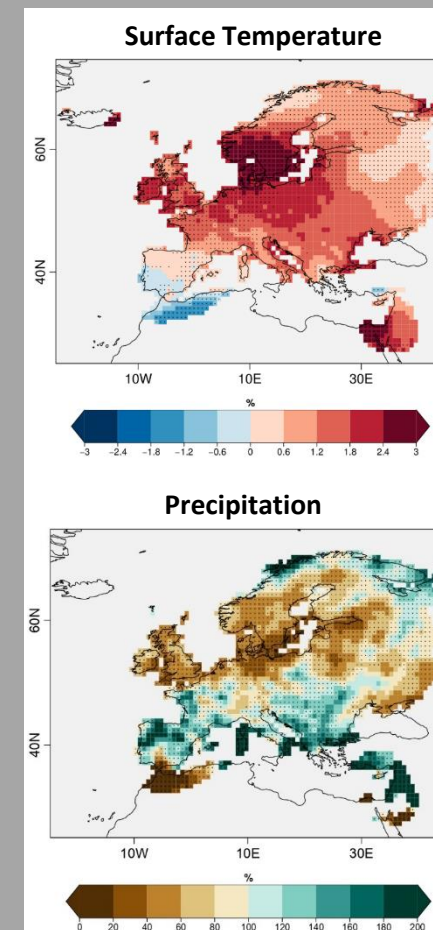 Surface Temperature
60N
40N
10W 10E 30E
%
-3 -2.4 -1.8 -1.2 -0.6 0 0.6 1.2 1.8 2.4 3
Precipitation
60N
40N
10W 10E 30E
%
0 20 40 60 80 100 120 140 160 180 200